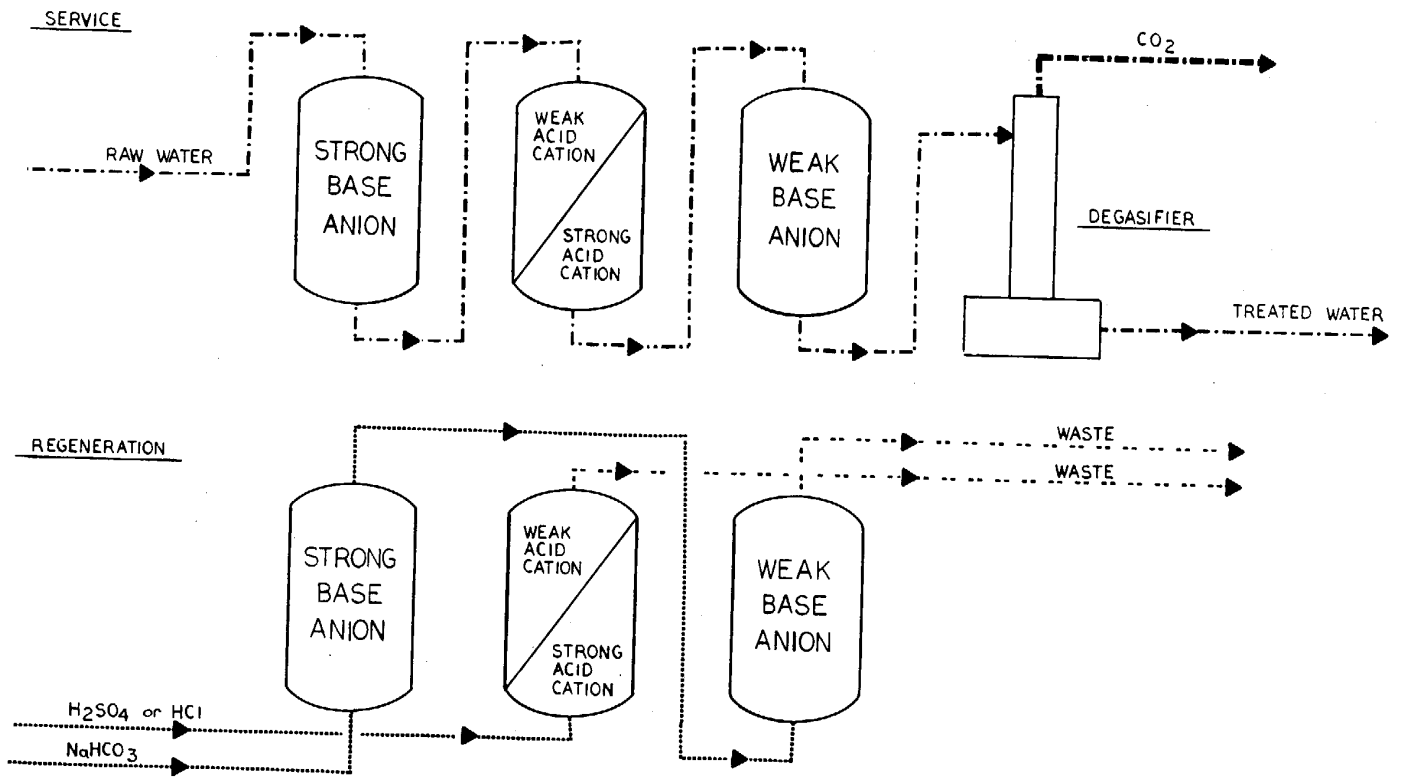 SERVICE
CO2
RAW WATER
STRONG
BASE
ANION
WEAK
ACID
CATION
STRONG
ACID
CATION
WEAK
BASE
ANION
DEGASIFIER
TREATED WATER
REGENERATION
WASTE
WASTE
STRONG
BASE
ANION
WEAK
ACID
CATION
STRONG
ACID
CATION
WEAK
BASE
ANION
H2SO4 or HCl
NaHCO3